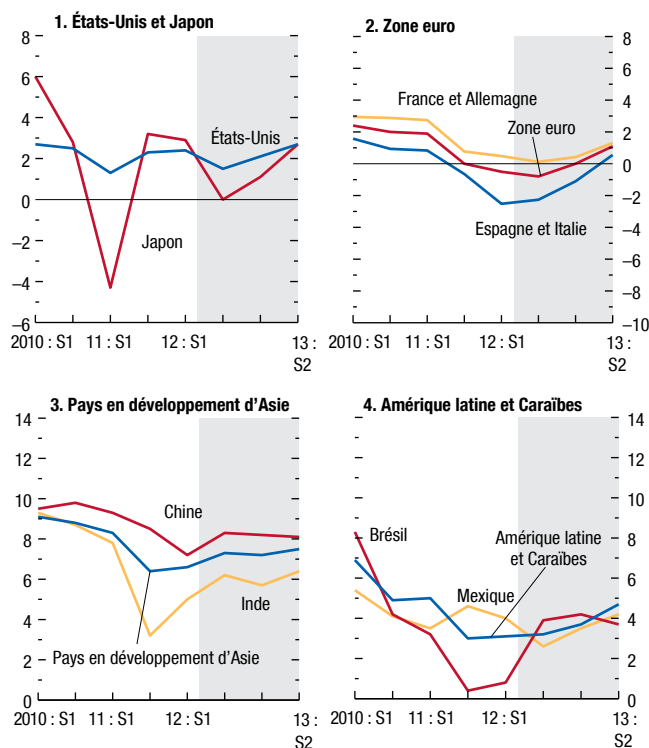 1. États-Unis et Japon
8
6
4
2
0
–2
–4
–6
États-Unis
Japon
2010 : S1
11 : S1
12 : S1
13 :
S2
2. Zone euro
8
6
4
2
0
–2
–4
–6
–8
–10
France et Allemagne
Zone euro
Espagne et Italie
2010 : S1
11 : S1
12 : S1
13 :
S2
3. Pays en développement d’Asie
14
12
10
8
6
4
2
0
Chine
Inde
Pays en développement d’Asie
2010 : S1
11 : S1
12 : S1
13 :
S2
4. Amérique latine et Caraïbes
14
12
10
8
6
4
2
0
Brésil
Amérique latine
et Caraïbes
Mexique
2010 : S1
11 : S1
12 : S1
13 :
S2